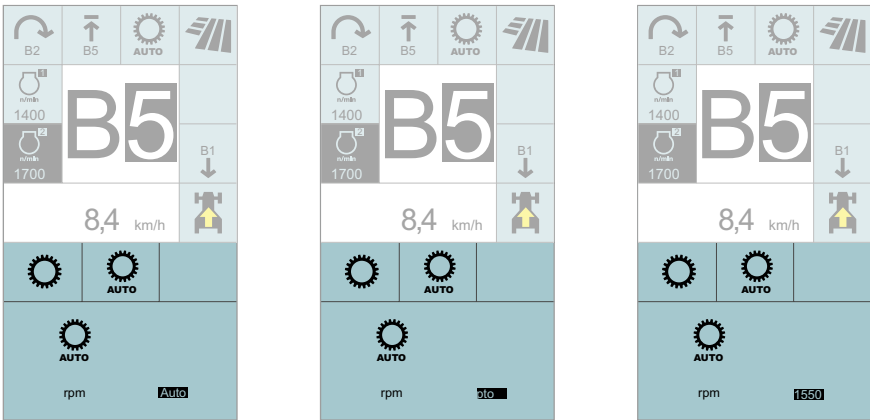 B2 B5 AUTO
1
n/min
1400
B5
2
n/min
1700
B1
8,4 km/h
AUTO
AUTO
rpm Auto
B2 B5 AUTO
1
n/min
1400
B5
2
n/min
1700
B1
8,4 km/h
AUTO
AUTO
rpm pto
B2 B5 AUTO
1
n/min
1400
B5
2
n/min
1700
B1
8,4 km/h
AUTO
AUTO
rpm 1550